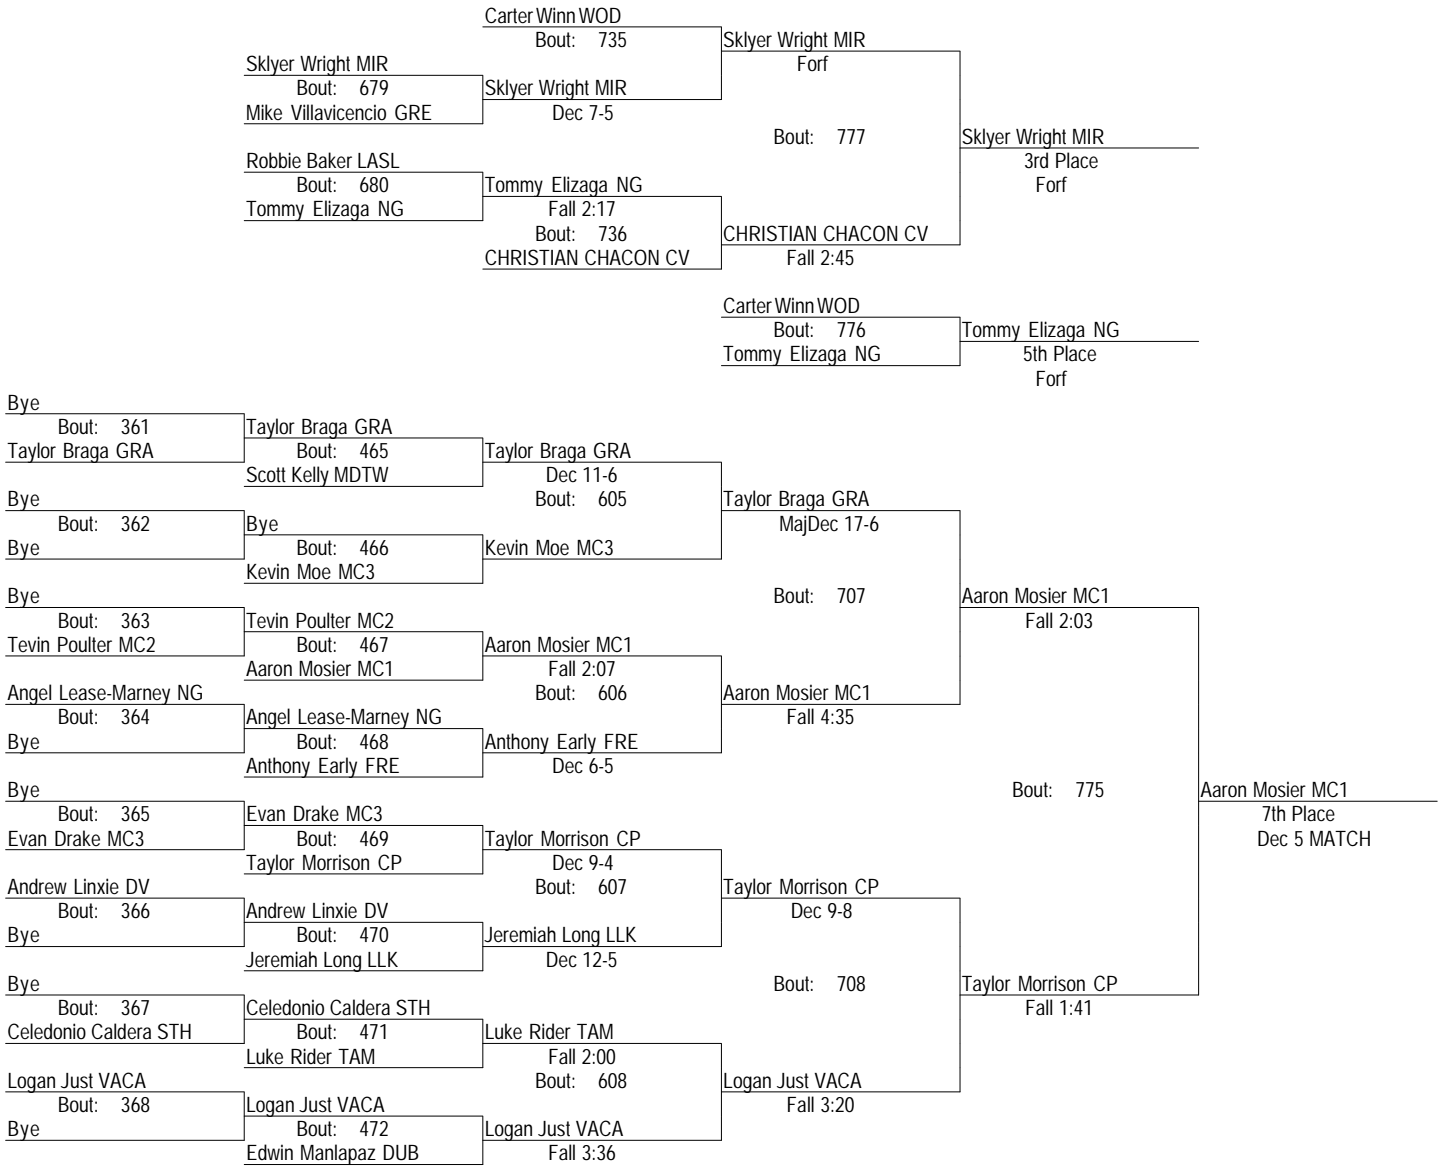 Carter Winn WOD
Bout: 735
Sklyer Wright MIR
Forf
Sklyer Wright MIR
Bout: 679
Sklyer Wright MIR
Mike Villavicencio GRE
Dec 7-5
Bout: 777
Sklyer Wright MIR
3rd Place
Forf
Robbie Baker LASL
Bout: 680
Tommy Elizaga NG
Tommy Elizaga NG
Fall 2:17
Bout: 736
CHRISTIAN CHACON CV
CHRISTIAN CHACON CV
Fall 2:45
Carter Winn WOD
Bout: 776
Tommy Elizaga NG
Tommy Elizaga NG
5th Place
Forf
Bye
Bout: 361
Taylor Braga GRA
Taylor Braga GRA
Bout: 465
Taylor Braga GRA
Scott Kelly MDTW
Dec 11-6
Bye
Bout: 605
Taylor Braga GRA
Bout: 362
Bye
MajDec 17-6
Bye
Bout: 466
Kevin Moe MC3
Kevin Moe MC3
Bye
Bout: 707
Aaron Mosier MC1
Bout: 363
Tevin Poulter MC2
Fall 2:03
Tevin Poulter MC2
Bout: 467
Aaron Mosier MC1
Aaron Mosier MC1
Fall 2:07
Angel Lease-Marney NG
Bout: 606
Aaron Mosier MC1
Bout: 364
Angel Lease-Marney NG
Fall 4:35
Bye
Bout: 468
Anthony Early FRE
Anthony Early FRE
Dec 6-5
Bye
Bout: 775
Aaron Mosier MC1
Bout: 365
Evan Drake MC3
7th Place
Evan Drake MC3
Bout: 469
Taylor Morrison CP
Dec 5 MATCH
Taylor Morrison CP
Dec 9-4
Andrew Linxie DV
Bout: 607
Taylor Morrison CP
Bout: 366
Andrew Linxie DV
Dec 9-8
Bye
Bout: 470
Jeremiah Long LLK
Jeremiah Long LLK
Dec 12-5
Bye
Bout: 708
Taylor Morrison CP
Bout: 367
Celedonio Caldera STH
Fall 1:41
Celedonio Caldera STH
Bout: 471
Luke Rider TAM
Luke Rider TAM
Fall 2:00
Logan Just VACA
Bout: 608
Logan Just VACA
Bout: 368
Logan Just VACA
Fall 3:20
Bye
Bout: 472
Logan Just VACA
Edwin Manlapaz DUB
Fall 3:36